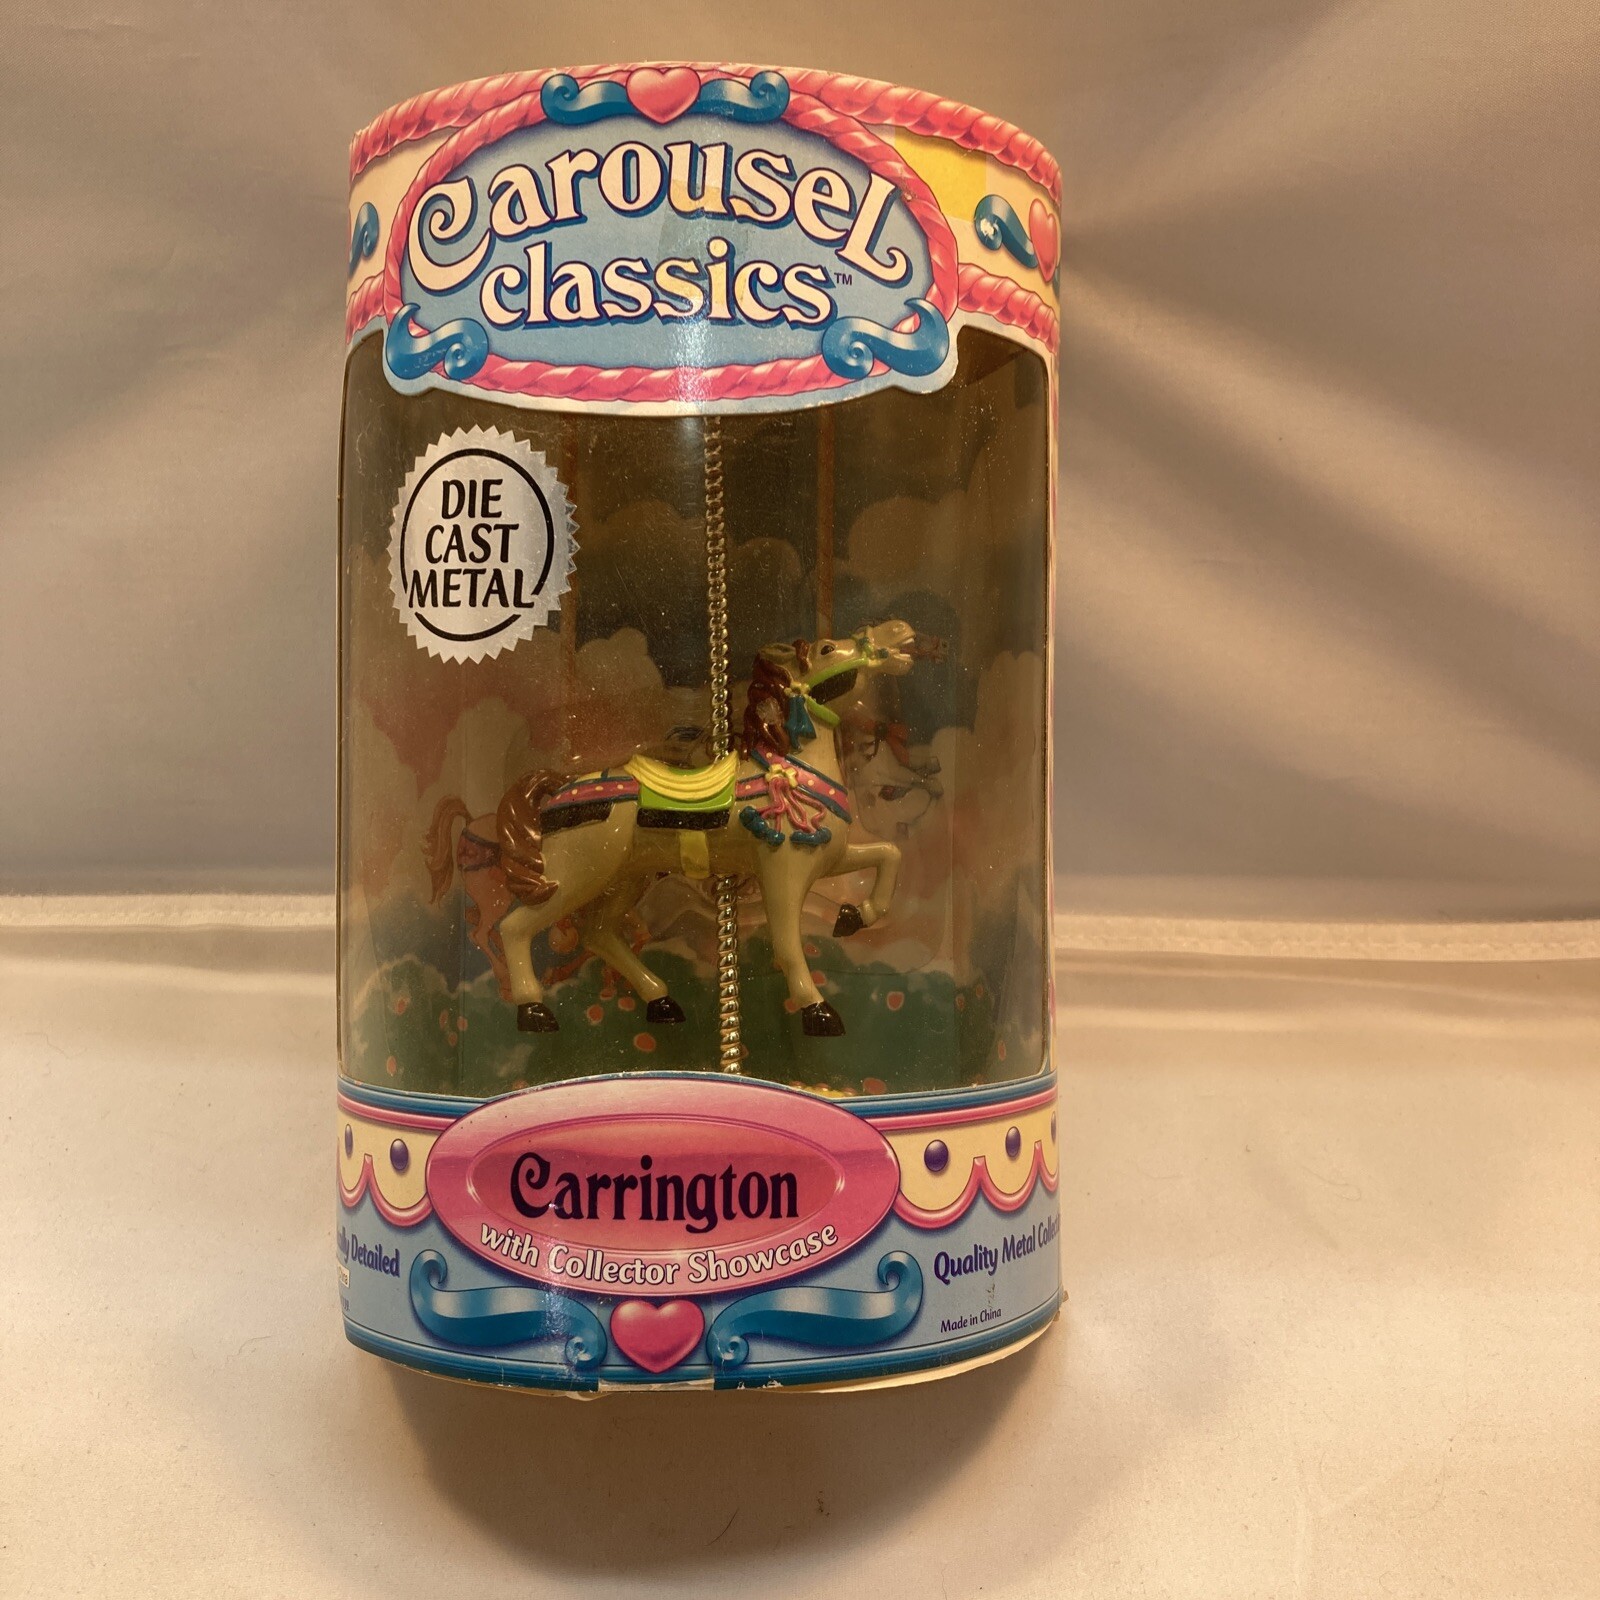 Carousel
classics™
DIE
CAST
METAL
Carrington
with Collector Showcase
Detailed
Quality Metal
Made in China